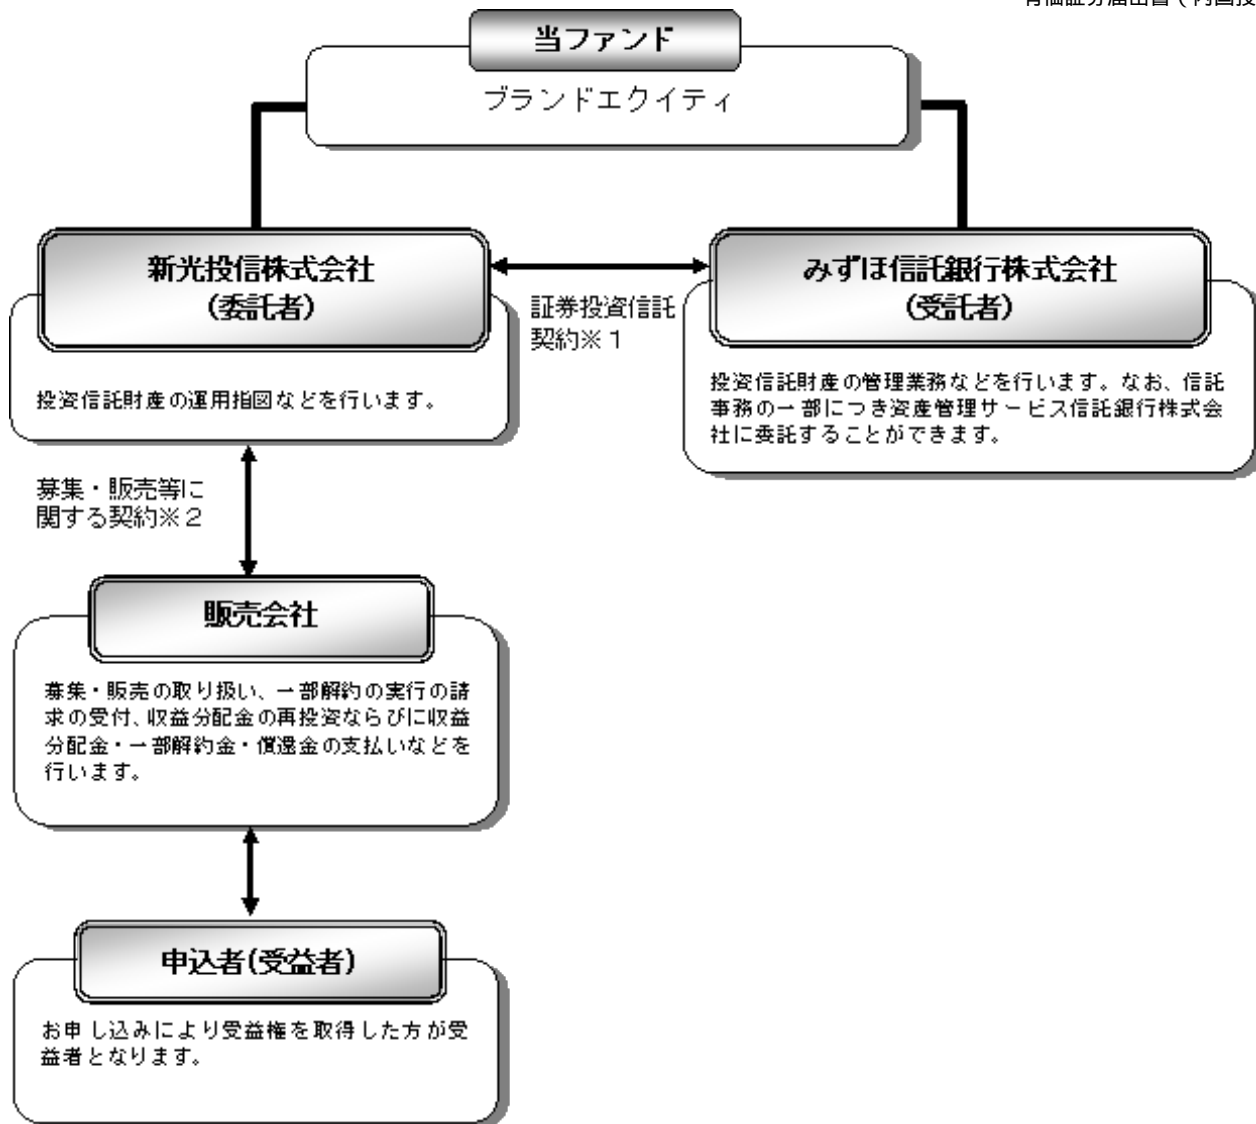 当ファンド
ブランドエクイティ
新光投信株式会社
(委託者)
投資信託財産の運用指図などを行います。
証券投資信託
契約※1
みずほ信託銀行株式会社
(受託者)
投資信託財産の管理業務などを行います。なお、信託
事務の一部につき資産管理サービス信託銀行株式会
社に委託することができます。
募集・販売等に
関する契約※2
販売会社
募集・販売の取り扱い、一部解約の実行の請
求の受付、収益分配金の再投資ならびに収益
分配金・一部解約金・償還金の支払いなどを
行います。
申込者(受益者)
お申し込みにより受益権を取得した方が受
益者となります。